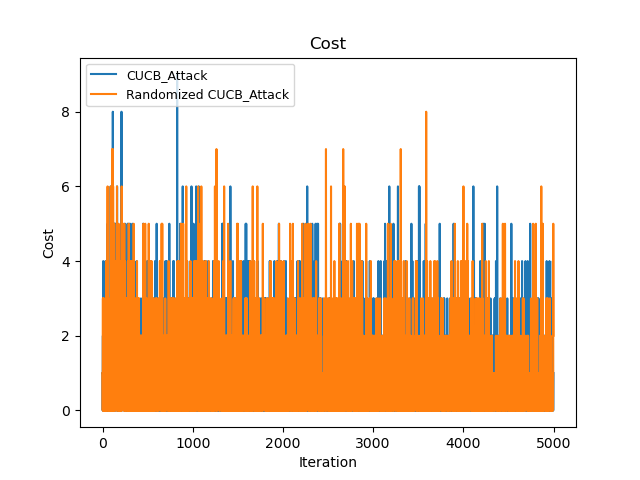 Cost
CUCB_Attack
Randomized CUCB_Attack
8
6
4
2
0
Cost
0 1000 2000 3000 4000 5000
Iteration